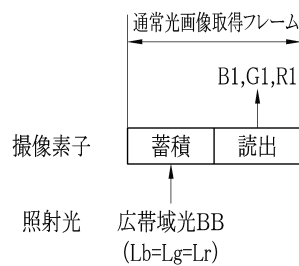 通常光画像取得フレーム
B1,G1,R1
撮像素子 蓄積 読出
照射光 広帯域光BB
(Lb=Lg=Lr)